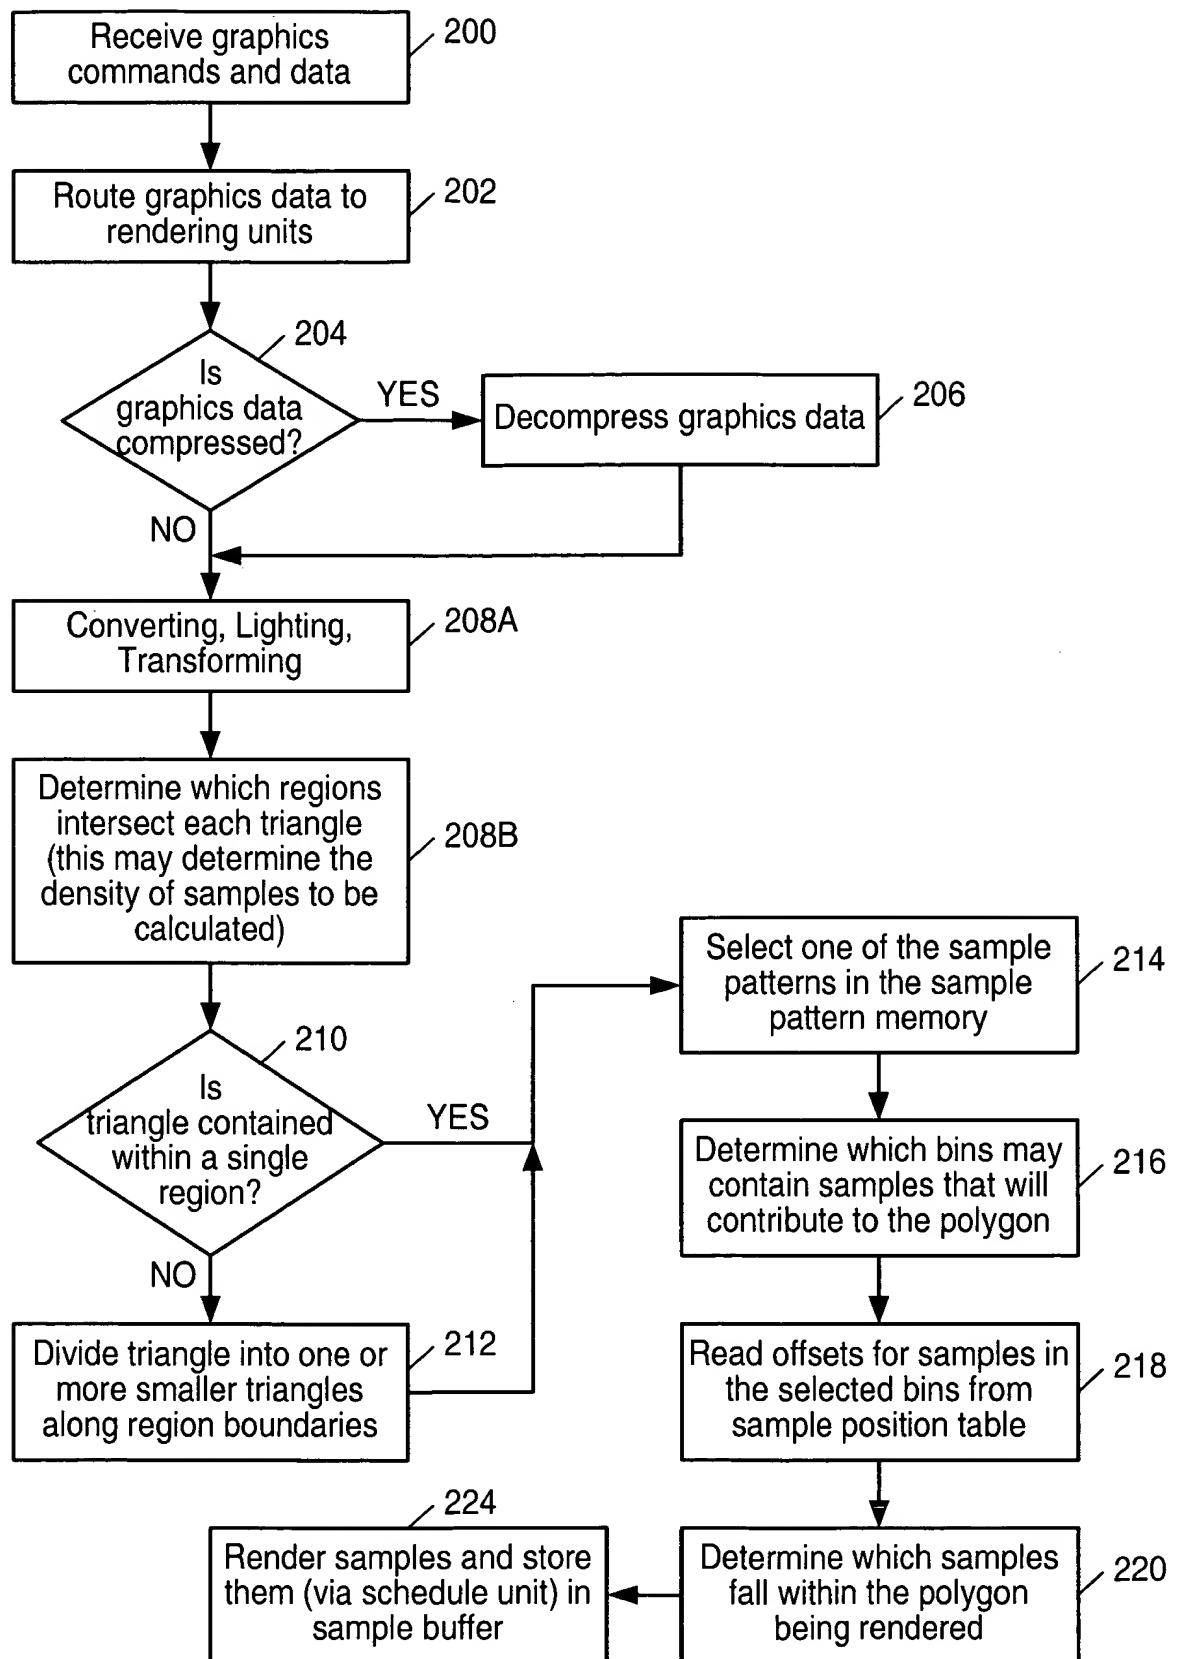 Receive graphics
commands and data
200
Route graphics data to
rendering units
202
204
Is
graphics data
compressed?
YES
Decompress graphics data
206
NO
Converting, Lighting,
Transforming
208A
Determine which regions
intersect each triangle
(this may determine the
density of samples to be
calculated)
208B
210
Is
triangle contained
within a single
region?
YES
NO
Divide triangle into one or
more smaller triangles
along region boundaries
212
Select one of the sample
patterns in the sample
pattern memory
214
Determine which bins may
contain samples that will
contribute to the polygon
216
Read offsets for samples in
the selected bins from
sample position table
218
Determine which samples
fall within the polygon
being rendered
220
224
Render samples and store
them (via schedule unit) in
sample buffer